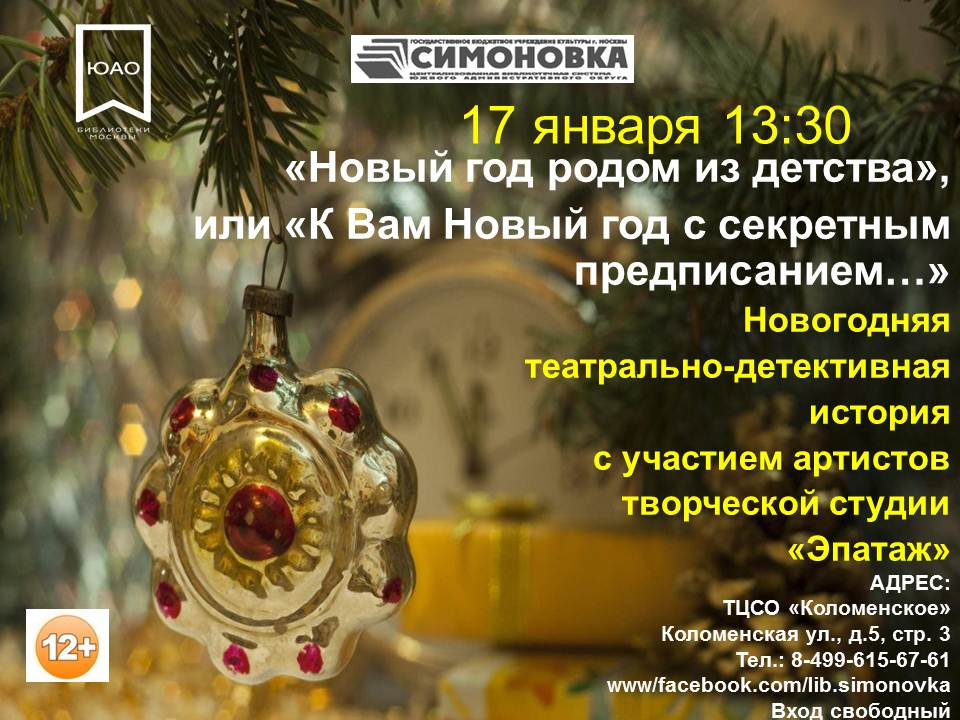 ЮАО
БИБЛИОТЕКИ
МОСКВЫ
ГОСУДАРСТВЕННОЕ БЮДЖЕТНОЕ УЧРЕЖДЕНИЕ КУЛЬТУРЫ г. МОСКВЫ
СИМОНОВКА
ЦЕНТРАЛИЗОВАННАЯ БИБЛИОТЕЧНАЯ СИСТЕМА
ЮЖНОГО АДМИНИСТРАТИВНОГО ОКРУГА
17 января 13:30
«Новый год родом из детства»,
или «К Вам Новый год с секретным
предписанием…»
Новогодняя
театрально-детективная
история
с участием артистов
творческой студии
«Эпатаж»
АДРЕС:
ТЦСО «Коломенское»
Коломенская ул., д.5, стр. 3
Тел.: 8-499-615-67-61
www/facebook.com/lib.simonovka
Вход свободный
12+